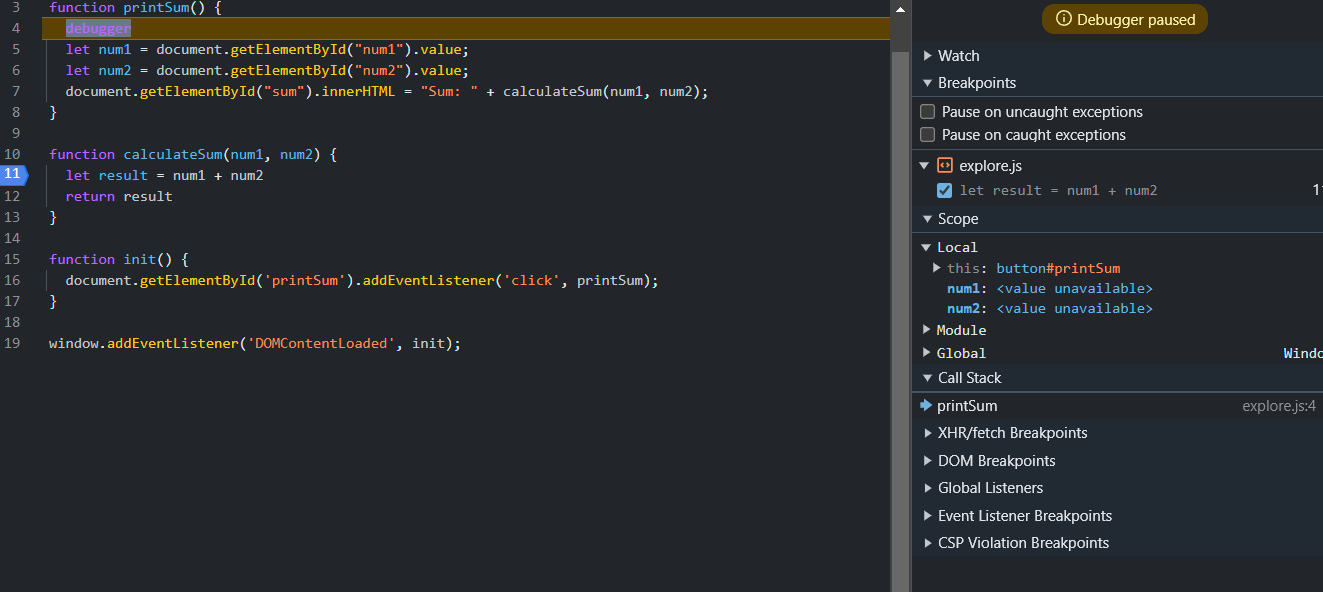 3 function printSum() {
4 debugger
5 let num1 = document.getElementById("num1").value;
6 let num2 = document.getElementById("num2").value;
7 document.getElementById("sum").innerHTML = "Sum: " + calculateSum(num1, num2);
8 }
9
10 function calculateSum(num1, num2) {
11 let result = num1 + num2
12 return result
13 }
14
15 function init() {
16 document.getElementById('printSum').addEventListener('click', printSum);
17 }
18
19 window.addEventListener('DOMContentLoaded', init);
Debugger paused
Watch
Breakpoints
Pause on uncaught exceptions
Pause on caught exceptions
explore.js
let result = num1 + num2
Scope
Local
this: button#printSum
num1: <value unavailable>
num2: <value unavailable>
Module
Global
Call Stack
printSum explore.js:4
XHR/fetch Breakpoints
DOM Breakpoints
Global Listeners
Event Listener Breakpoints
CSP Violation Breakpoints